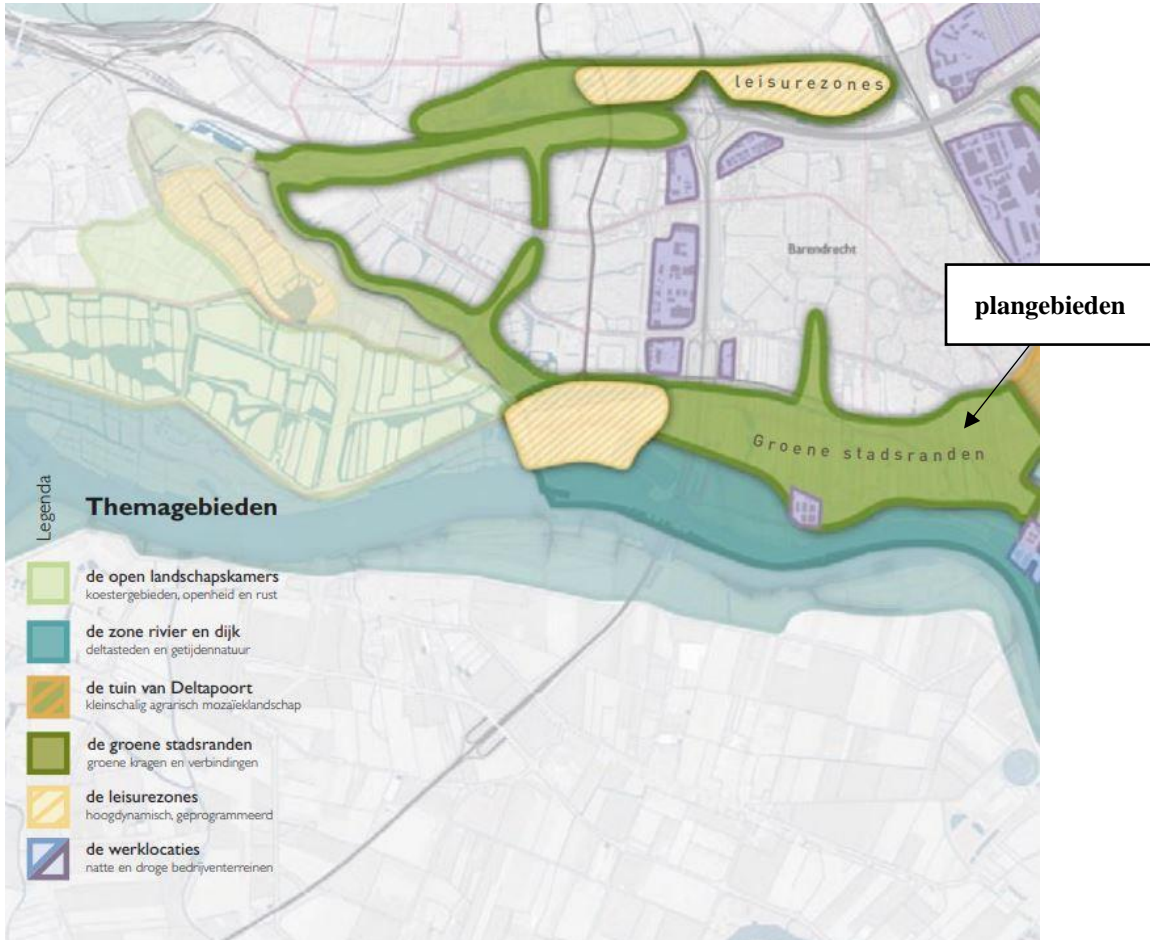 leisurezones
Barendrecht
plangebieden
Groene stadsranden
Legenda
Themagebieden
de open landschapskamers
koestergebieden, openheid en rust
de zone rivier en dijk
deltasteden en getijdennatuur
de tuin van Deltapoort
kleinschalig agrarisch mozaïeklandschap
de groene stadsranden
groene kragen en verbindingen
de leisurezones
hoogdynamisch, geprogrammeerd
de werklocaties
natte en droge bedrijventerreinen